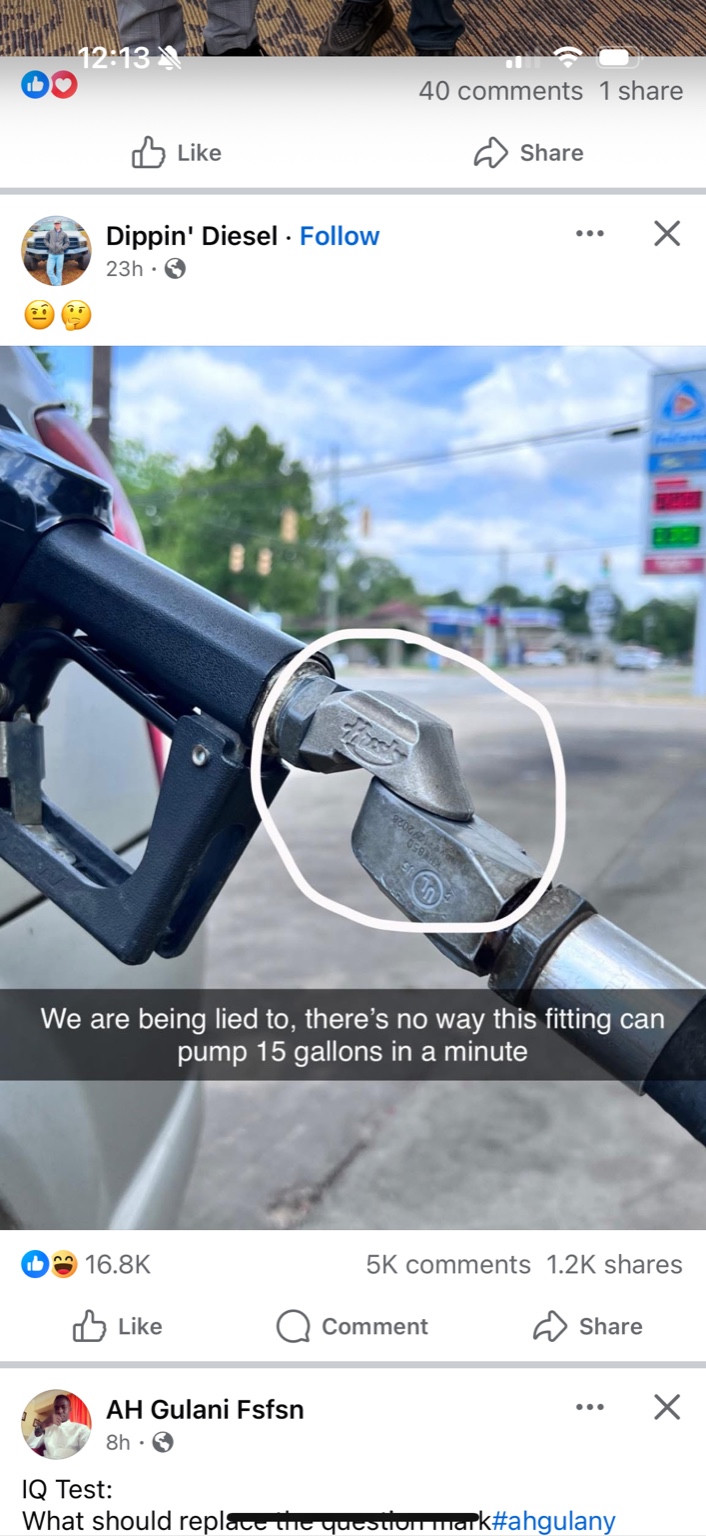 12:13
40 comments 1 share
Like
Share
Dippin' Diesel · Follow
23h ·
Husky
UL
We are being lied to, there's no way this fitting can
pump 15 gallons in a minute
16.8K
5K comments 1.2K shares
Like
Comment
Share
AH Gulani Fsfsn
8h ·
IQ Test:
What should replace the question mark#ahgulany